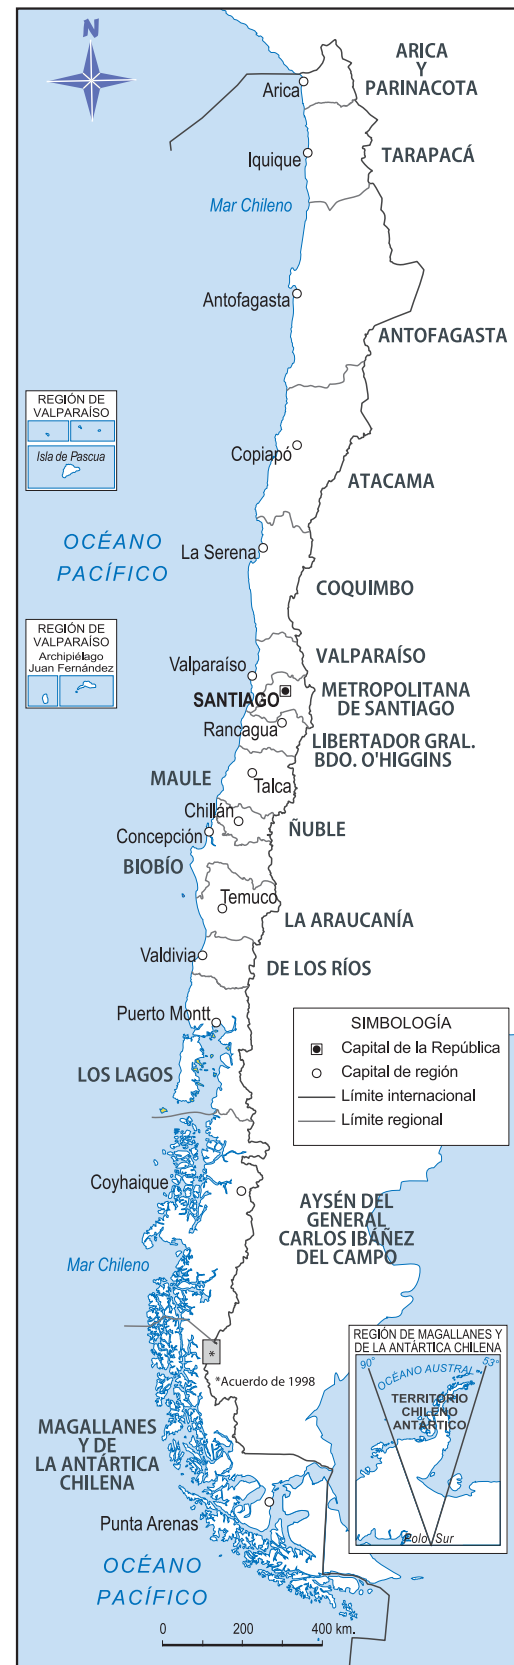 N
ARICA
Y
PARINACOTA
Arica
Iquique
TARAPACÁ
Mar Chileno
Antofagasta
ANTOFAGASTA
REGIÓN DE
VALPARAÍSO
Isla de Pascua
Copiapó
ATACAMA
OCÉANO
PACÍFICO
La Serena
COQUIMBO
REGIÓN DE
VALPARAÍSO
Archipiélago
Juan Fernández
Valparaíso
VALPARAÍSO
SANTIAGO
METROPOLITANA
DE SANTIAGO
Rancagua
LIBERTADOR GRAL.
BDO. O'HIGGINS
MAULE
Talca
Chillán
ÑUBLE
Concepción
BIOBÍO
Temuco
LA ARAUCANÍA
Valdivia
DE LOS RÍOS
Puerto Montt
LOS LAGOS
SIMBOLOGÍA
Capital de la República
Capital de región
Límite internacional
Límite regional
Coyhaique
AYSÉN DEL
GENERAL
CARLOS IBÁÑEZ
DEL CAMPO
Mar Chileno
*
*Acuerdo de 1998
REGIÓN DE MAGALLANES Y
DE LA ANTÁRTICA CHILENA
90°
53°
OCÉANO AUSTRAL
TERRITORIO
CHILENO
ANTÁRTICO
Polo Sur
MAGALLANES
Y DE
LA ANTÁRTICA
CHILENA
Punta Arenas
OCÉANO
PACÍFICO
0 200 400 km.